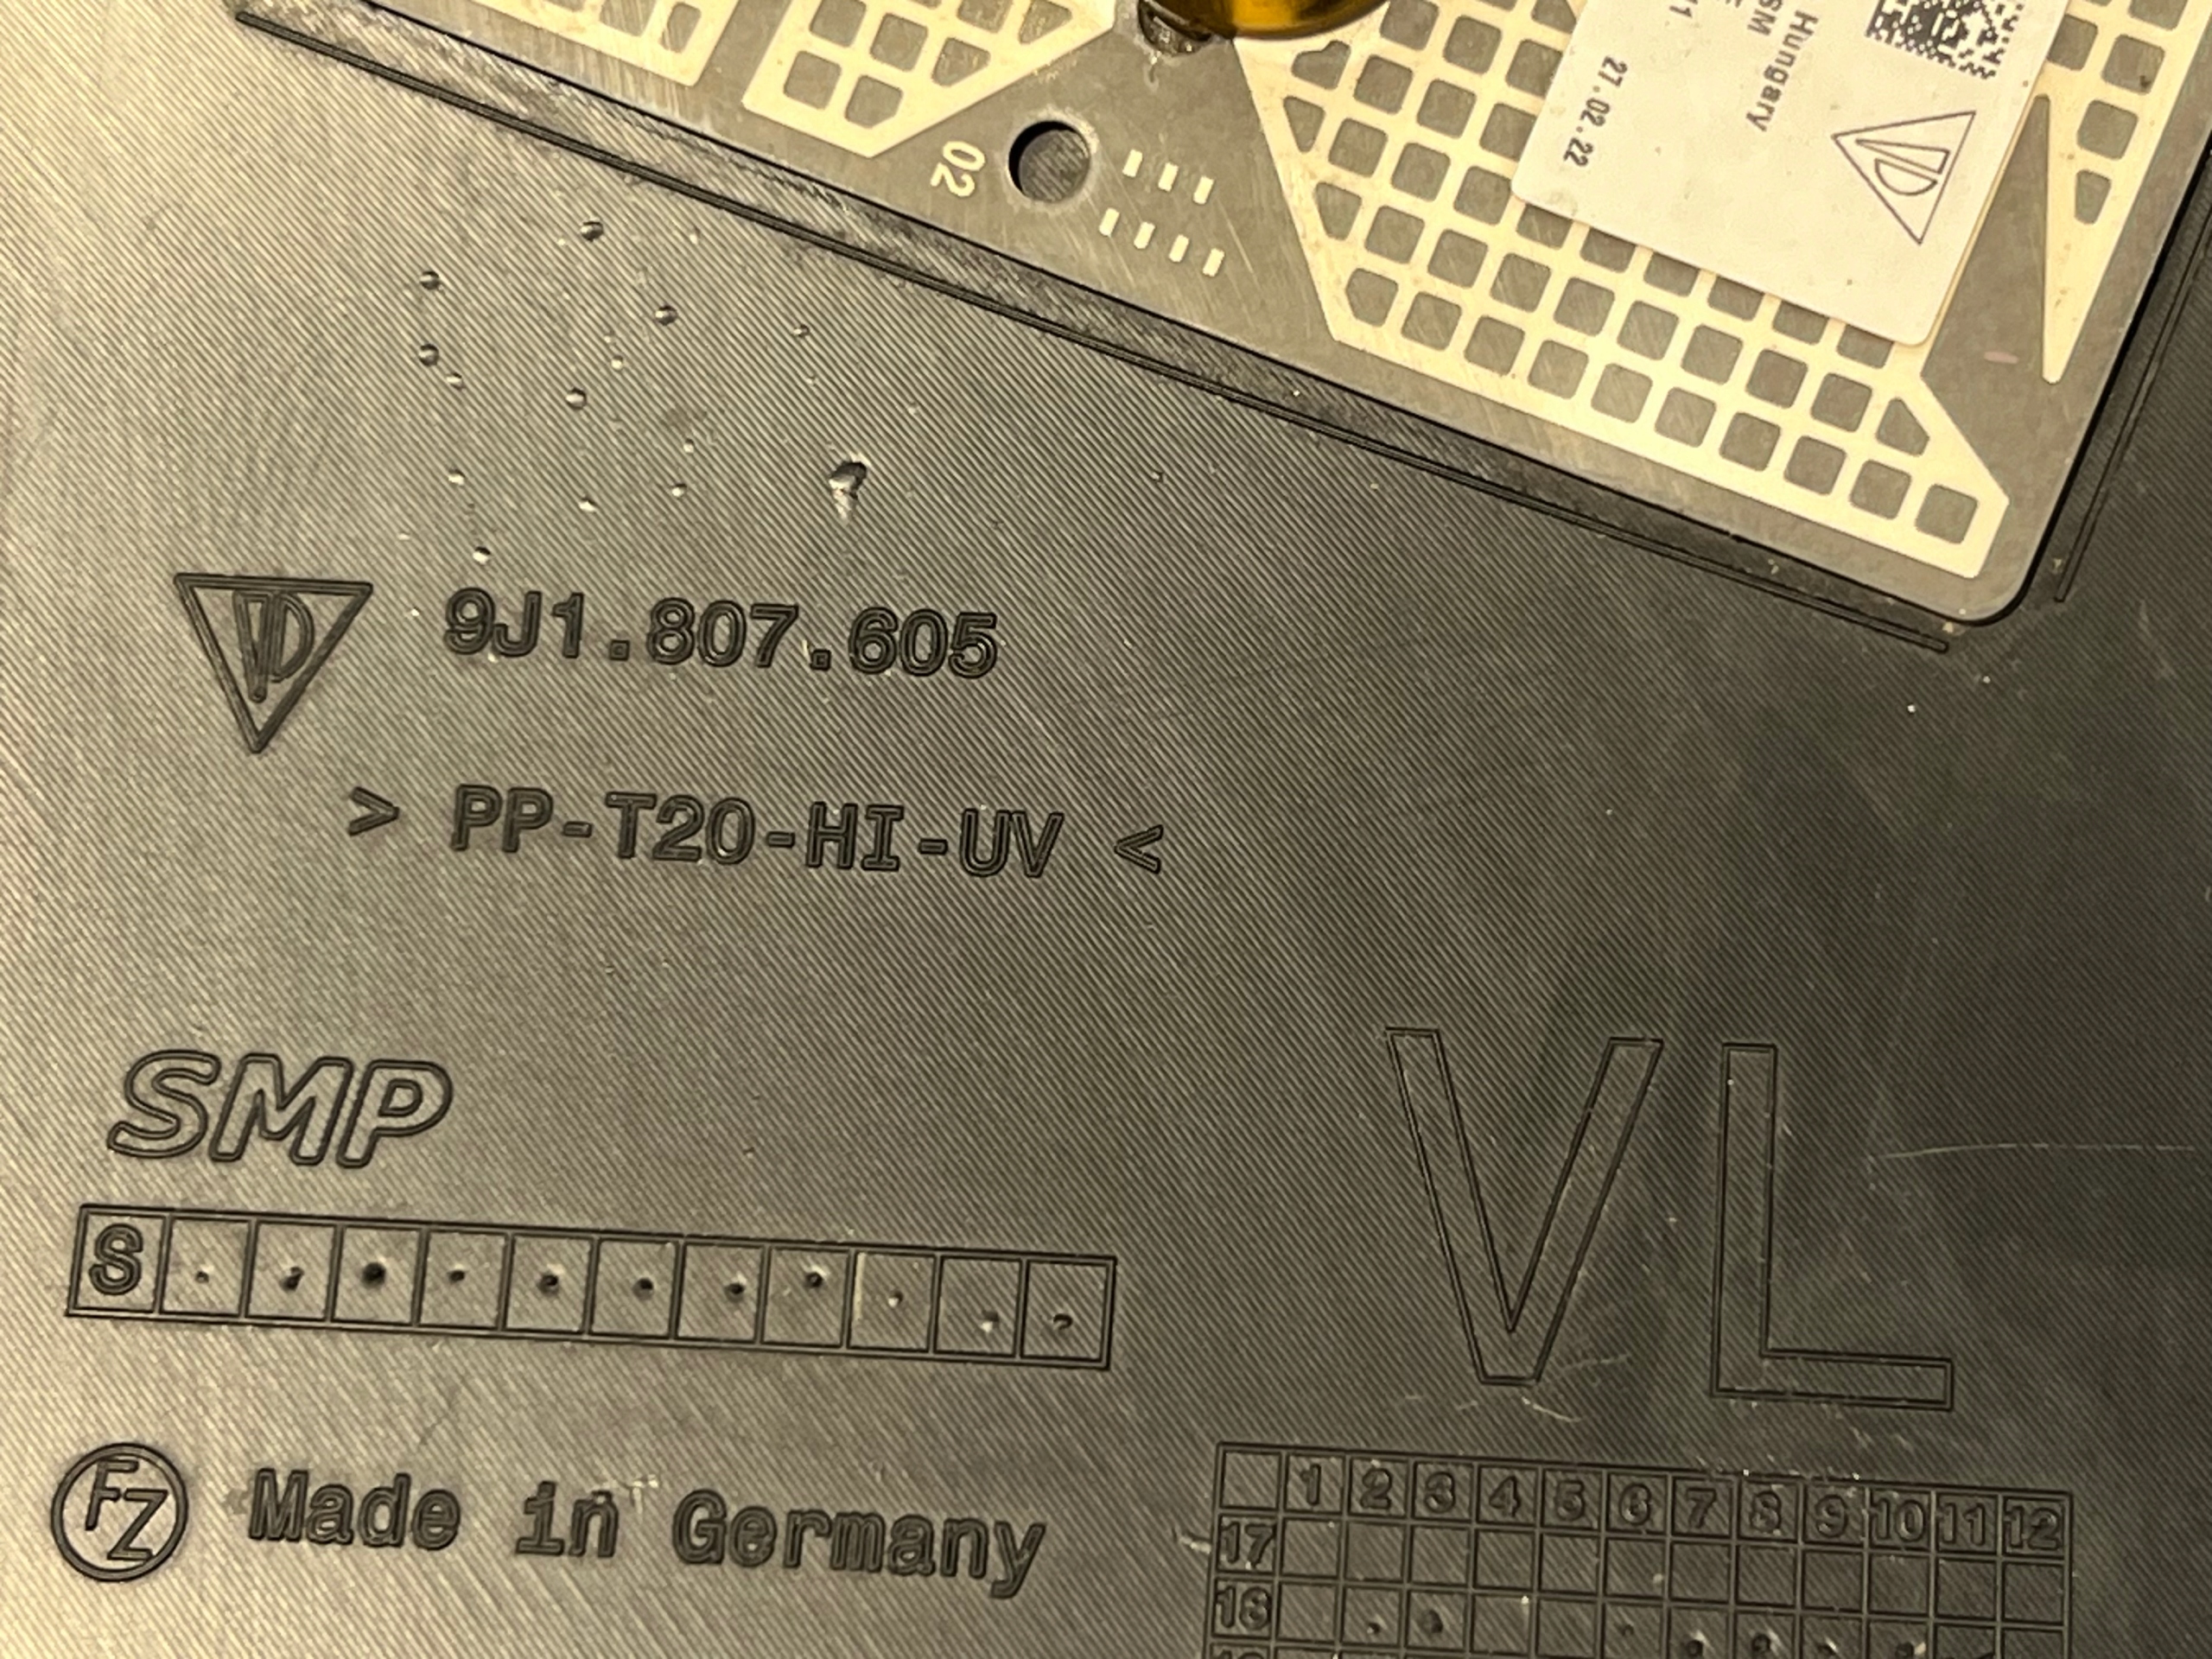 Hungary
SM
27.02.22
02
9J1.807.605
> PP-T20-HI-UV <
SMP
VL
S
FZ Made in Germany
1 2 3 4 5 6 7 8 9 10 11 12
17
18